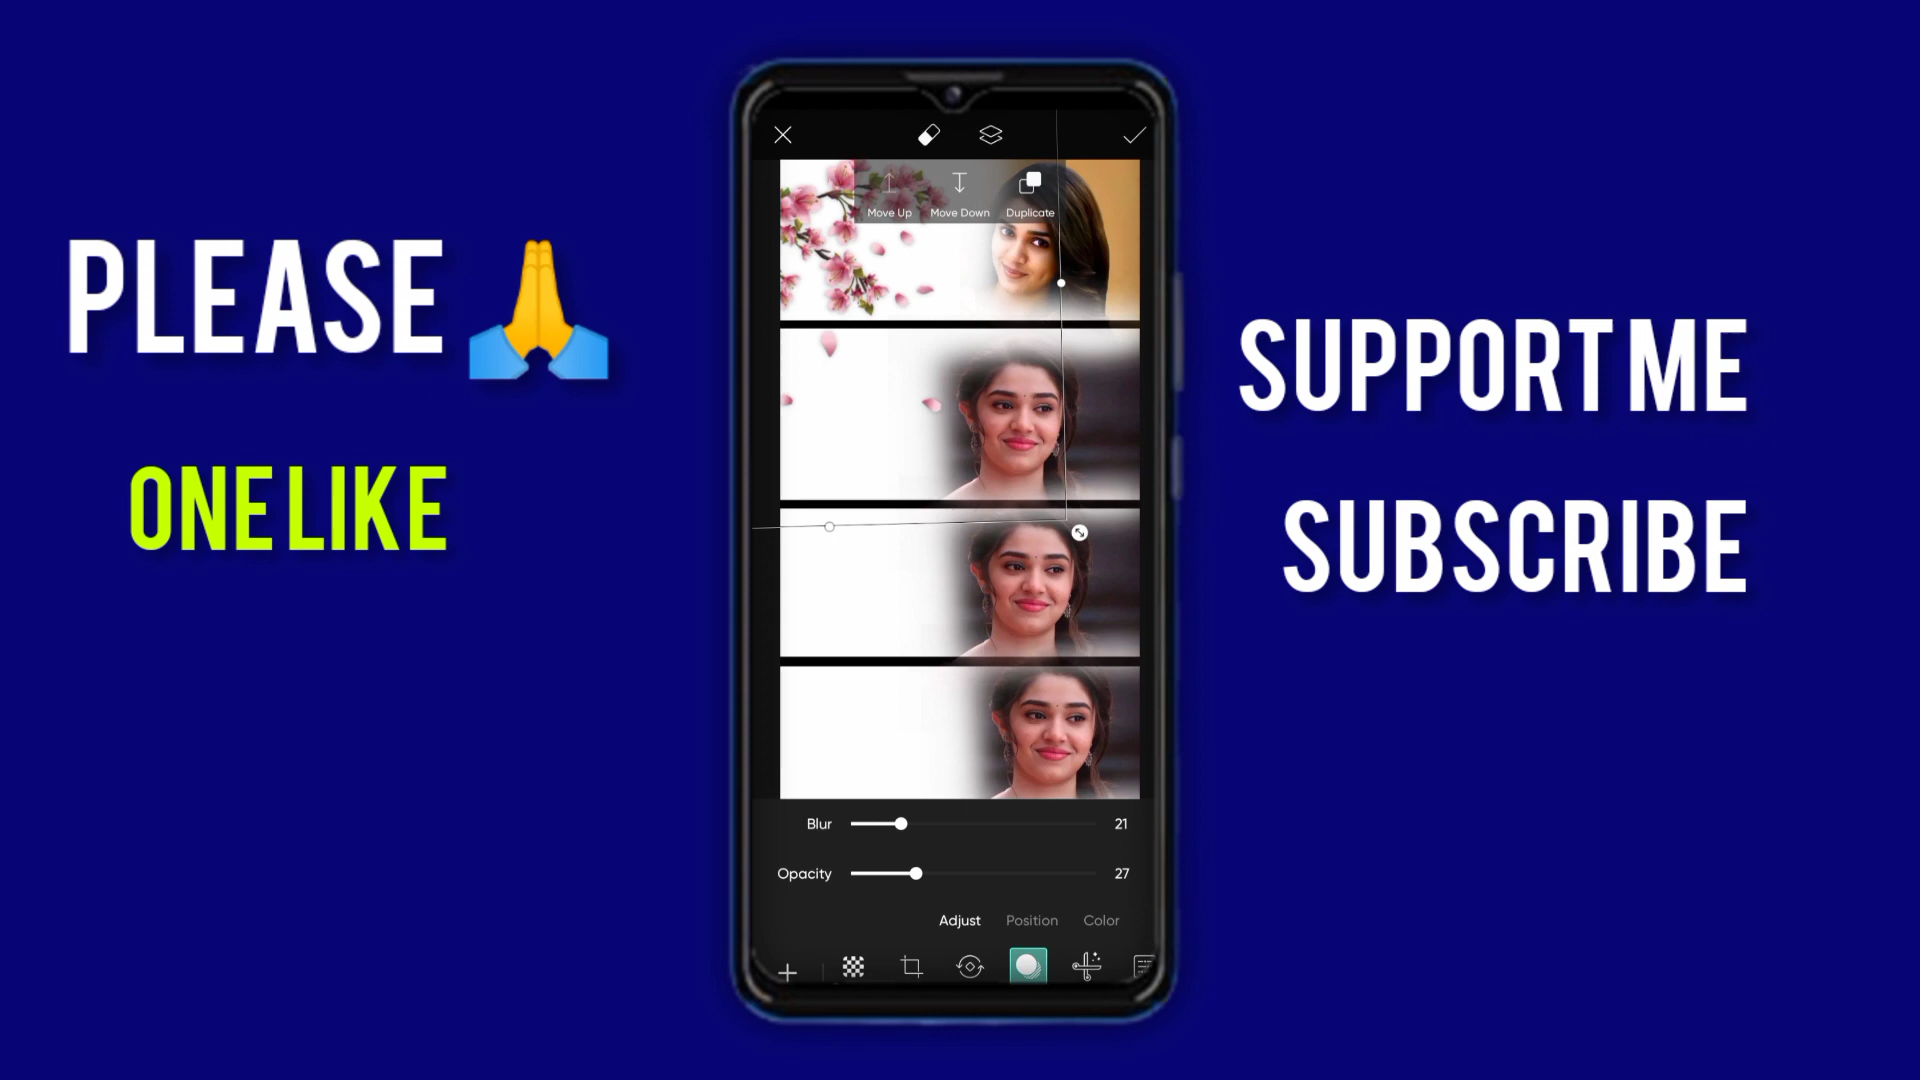 PLEASE 🙏
ONE LIKE
Move Up Move Down Duplicate
Blur 21
Opacity 27
Adjust Position Color
SUPPORT ME
SUBSCRIBE